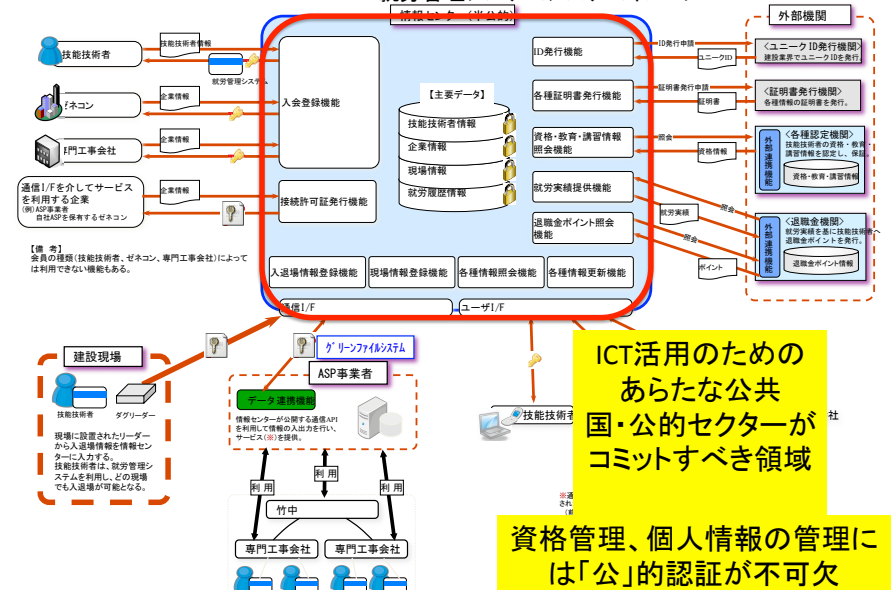 情報センター(半公的)
外部機関
技能技術者
技能技術者情報
就労管理システム
ゼネコン
企業情報
専門工事会社
企業情報
通信I/Fを介してサービス
を利用する企業
(例)ASP事業者
自社ASPを保有するゼネコン
企業情報
【備 考】
会員の種類(技能技術者、ゼネコン、専門工事会社)によって
は利用できない機能もある。
入会登録機能
接続許可証発行機能
【主要データ】
技能技術者情報
企業情報
現場情報
就労履歴情報
ID発行機能
各種証明書発行機能
資格・教育・講習情報
照会機能
就労実績提供機能
退職金ポイント照会
機能
入退場情報登録機能
現場情報登録機能
各種情報照会機能
各種情報更新機能
通信I/F
ユーザI/F
ID発行申請
ユニークID
証明書発行申請
証明書
照会
資格情報
照会
就労実績
照会
ポイント
<ユニークID発行機関>
建設業界でユニークIDを発行。
<証明書発行機関>
各種情報の証明書を発行。
外部連携機能
<各種認定機関>
技能技術者の資格・教育・
講習情報を認定し、保証。
資格・教育・講習情報
外部連携機能
<退職金機関>
就労実績を基に技能技術者へ
退職金ポイントを発行。
退職金ポイント情報
建設現場
技能技術者
タグリーダー
現場に設置されたリーダー
から入退場情報を情報セン
ターに入力する。
技能技術者は、就労管理シ
ステムを利用し、どの現場
でも入退場が可能となる。
グリーンファイルシステム
ASP事業者
データ連携機能
情報センターが公開する通信API
を利用して情報の入出力を行い、
サービス(※)を提供。
利用
利用
利用
竹中
専門工事会社
専門工事会社
技能技術者
社
ICT活用のための
あらたな公共
国・公的セクターが
コミットすべき領域
資格管理、個人情報の管理に
は「公」的認証が不可欠